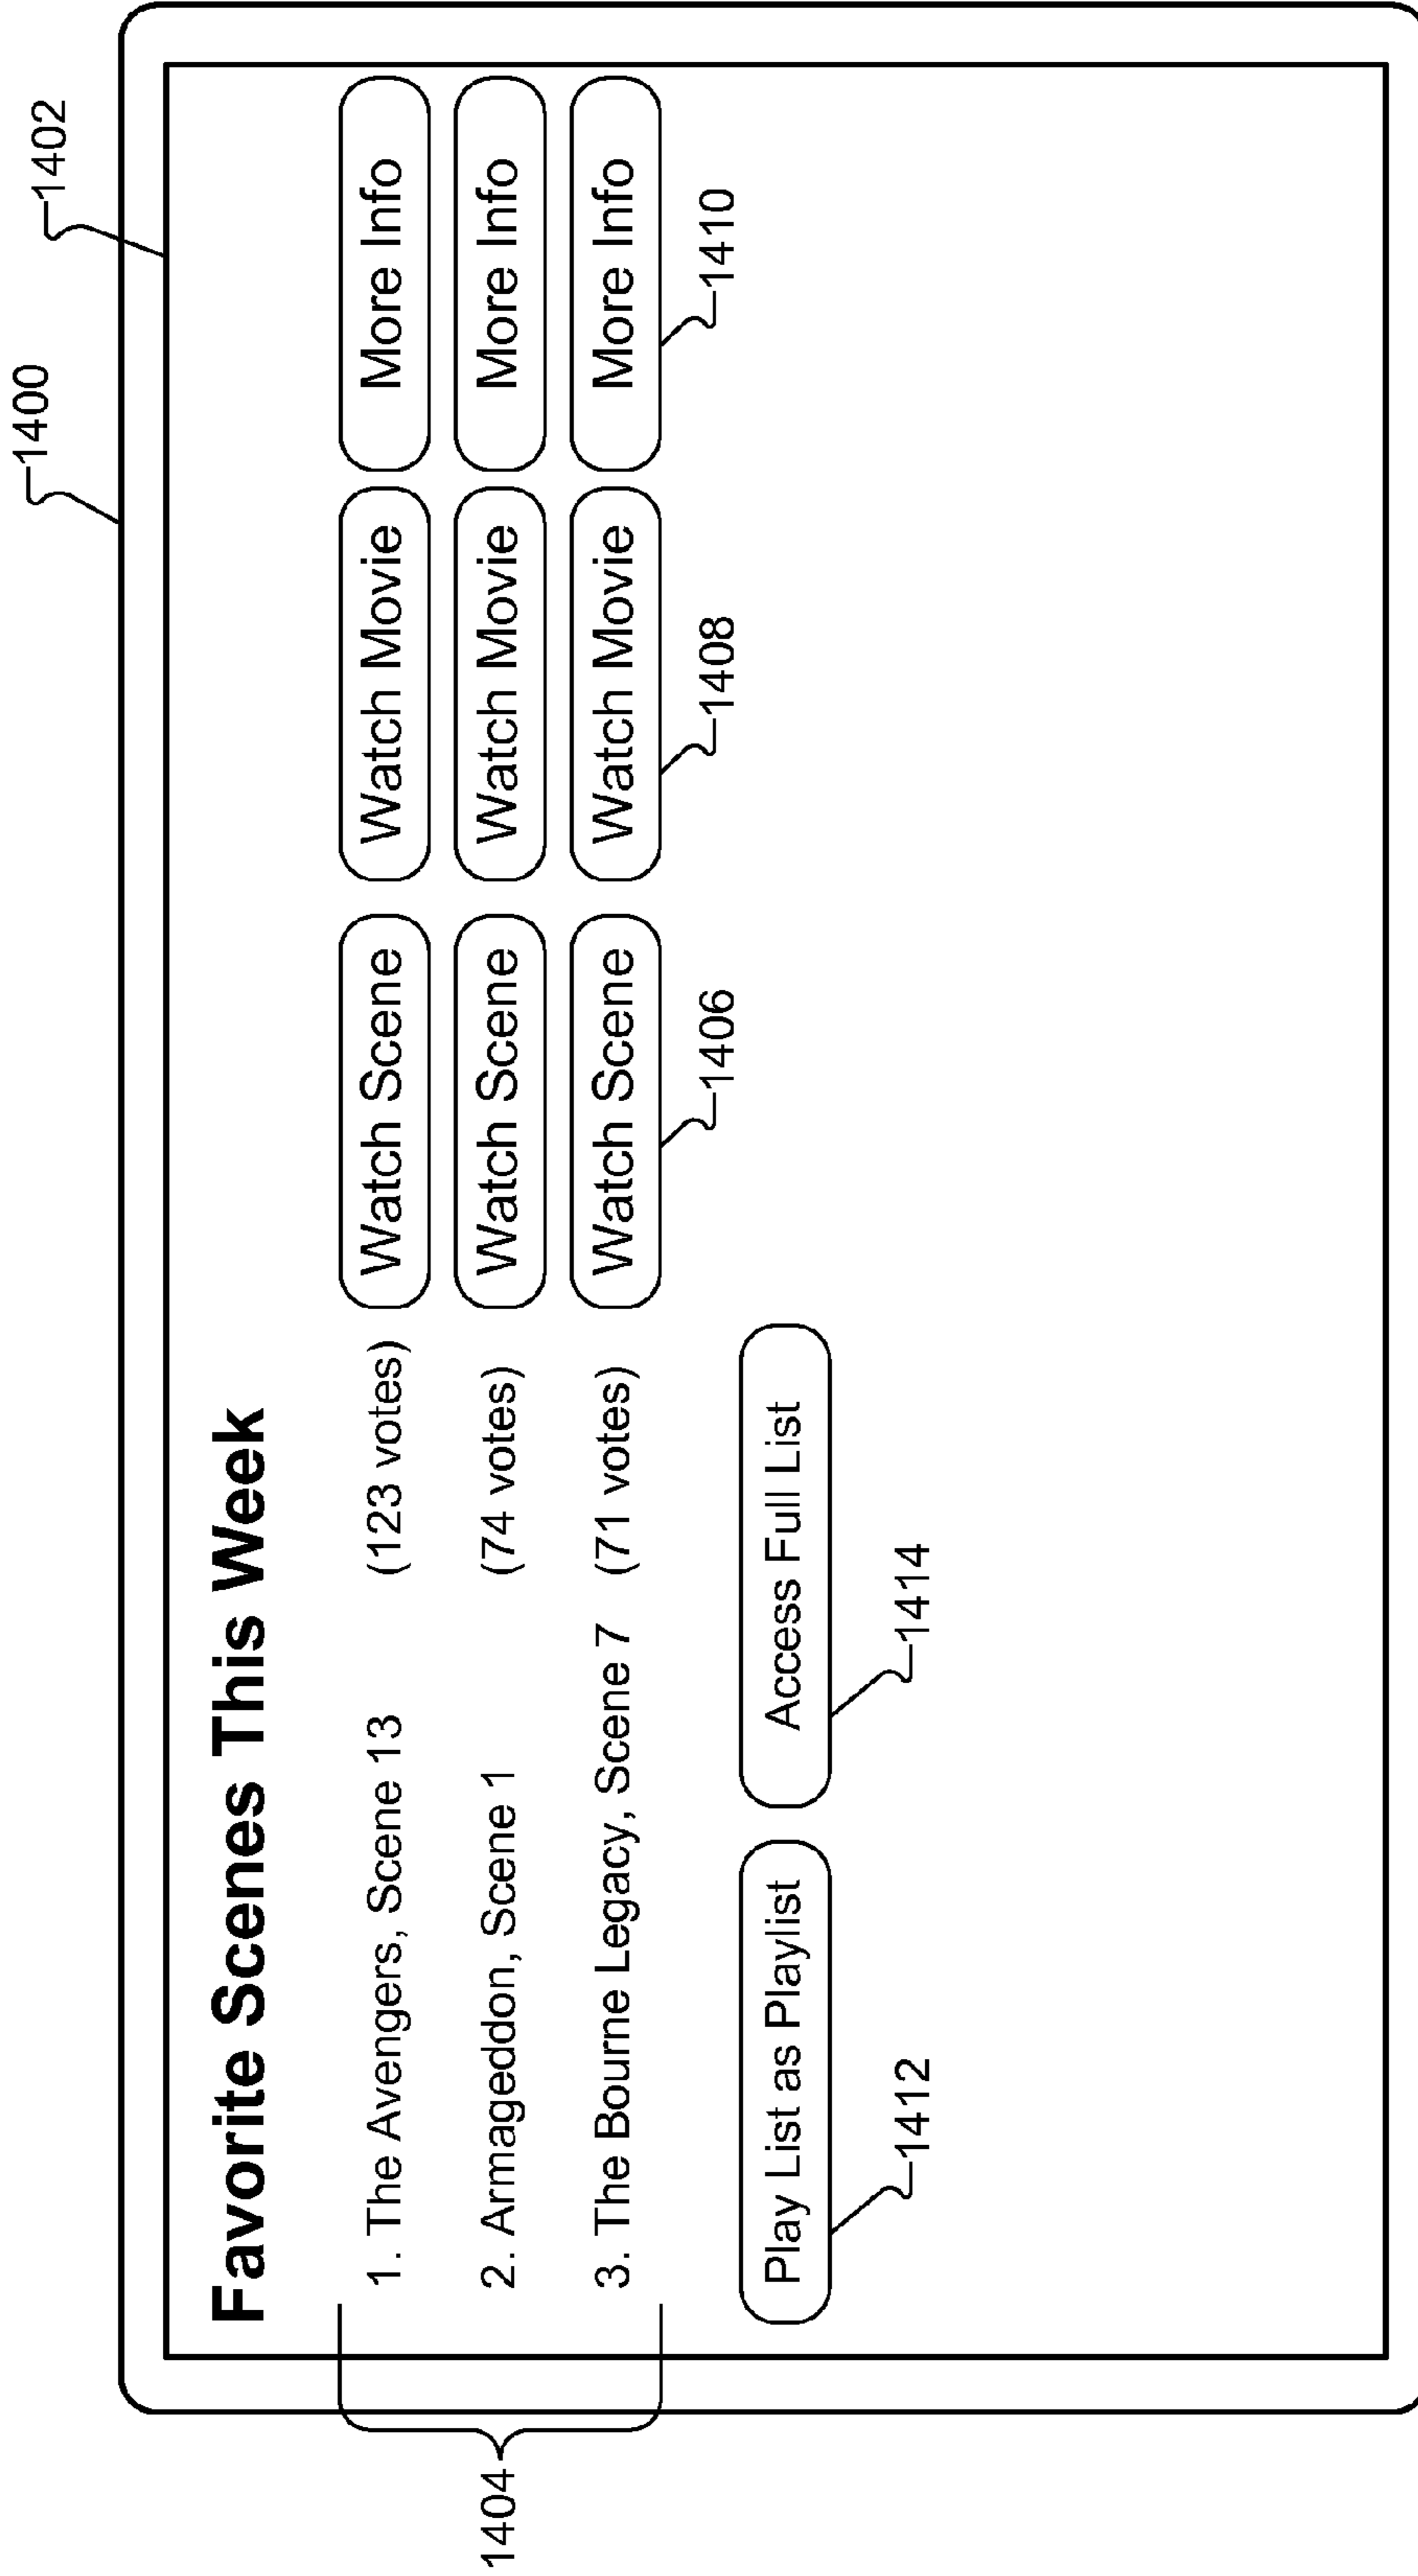 1400
1402
Favorite Scenes This Week
1404
1. The Avengers, Scene 13 (123 votes) Watch Scene Watch Movie More Info
2. Armageddon, Scene 1 (74 votes) Watch Scene Watch Movie More Info
3. The Bourne Legacy, Scene 7 (71 votes) Watch Scene Watch Movie More Info
1406 1408 1410
Play List as Playlist Access Full List
1412 1414